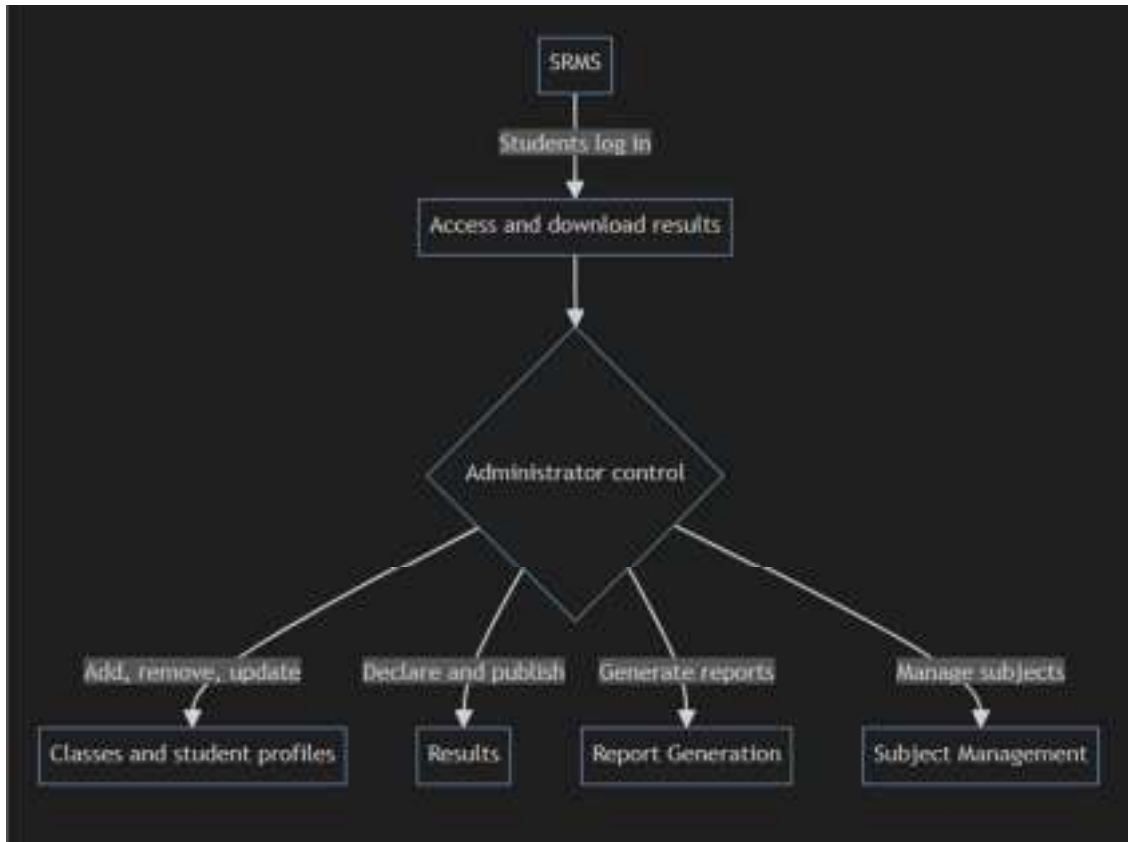 SRMS
Students log in
Access and download results
Administrator control
Add, remove, update
Declare and publish
Generate reports
Manage subjects
Classes and student profiles
Results
Report Generation
Subject Management